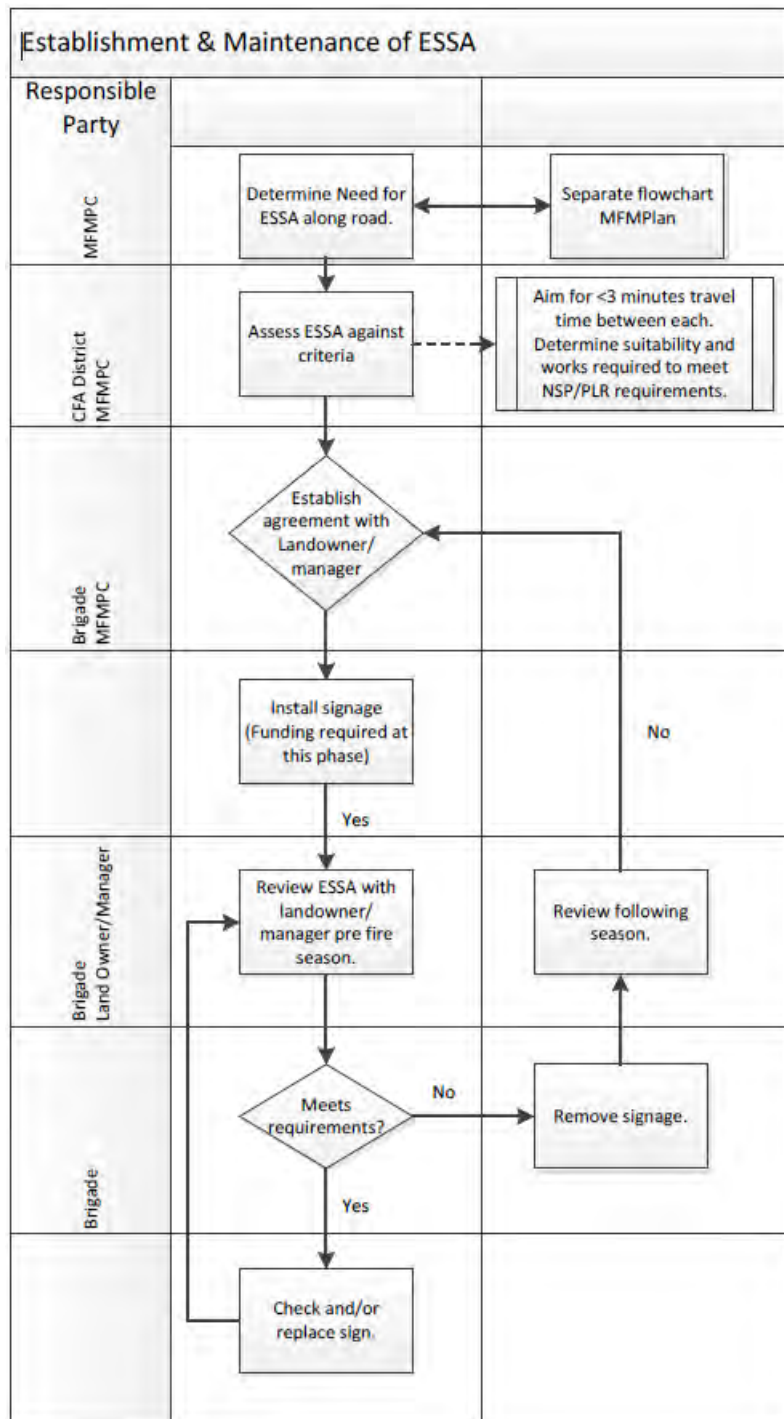 Establishment & Maintenance of ESSA
Responsible
Party
MFMPC
Determine Need for
ESSA along road.
Separate flowchart
MFMPlan
CFA District
MFMPC
Assess ESSA against
criteria
Aim for <3 minutes travel
time between each.
Determine suitability and
works required to meet
NSP/PLR requirements.
Brigade
MFMPC
Establish
agreement with
Landowner/
manager
Install signage
(Funding required at
this phase)
No
Yes
Brigade
Land Owner/Manager
Review ESSA with
landowner/
manager pre fire
season.
Review following
season.
Brigade
Meets
requirements?
No
Remove signage.
Yes
Check and/or
replace sign.